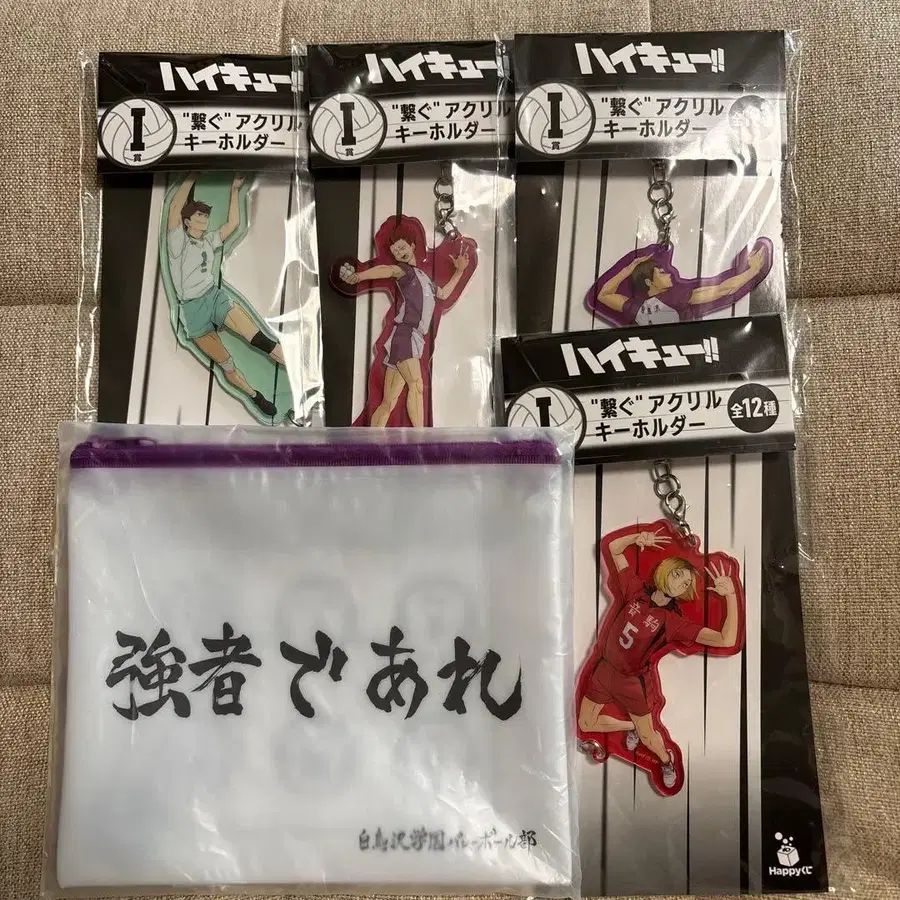 ハイキュー!!
I
賞
"繋ぐ"アクリル
キーホルダー
ハイキュー!!
I
賞
"繋ぐ"アクリル
キーホルダー
ハイキュー!!
I
賞
"繋ぐ"アクリル
キーホルダー
ハイキュー!!
I
"繋ぐ"アクリル
キーホルダー
全12種
音駒
5
強者であれ
白鳥沢学園バレーボール部
Happyくじ